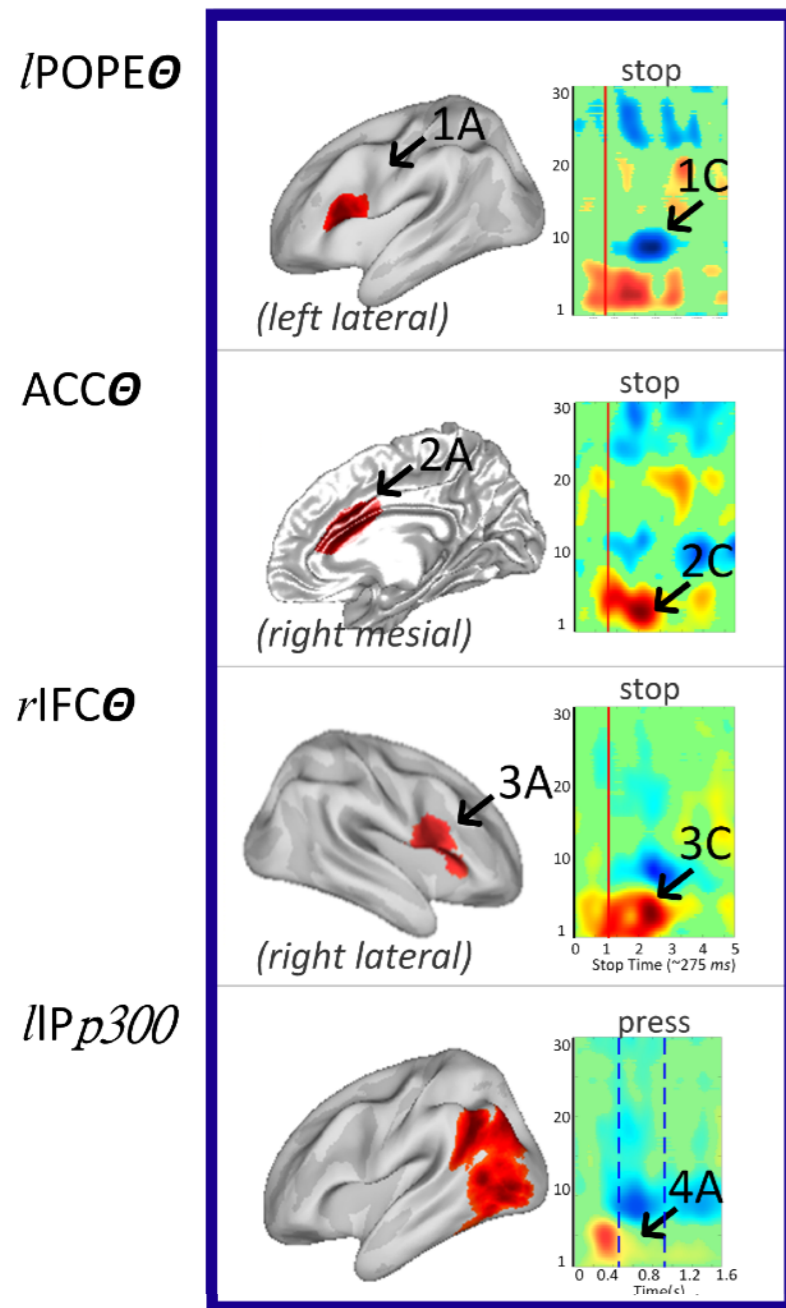 lPOPEΘ
stop
1A
30
20
1C
10
1
(left lateral)
ACCΘ
stop
2A
30
20
10
2C
1
(right mesial)
rIFCΘ
stop
3A
30
20
10
3C
1
0 1 2 3 4 5
Stop Time (~275 ms)
(right lateral)
lIPp300
press
30
20
10
4A
1
0 0.4 0.8 1.2 1.6
Time(s)